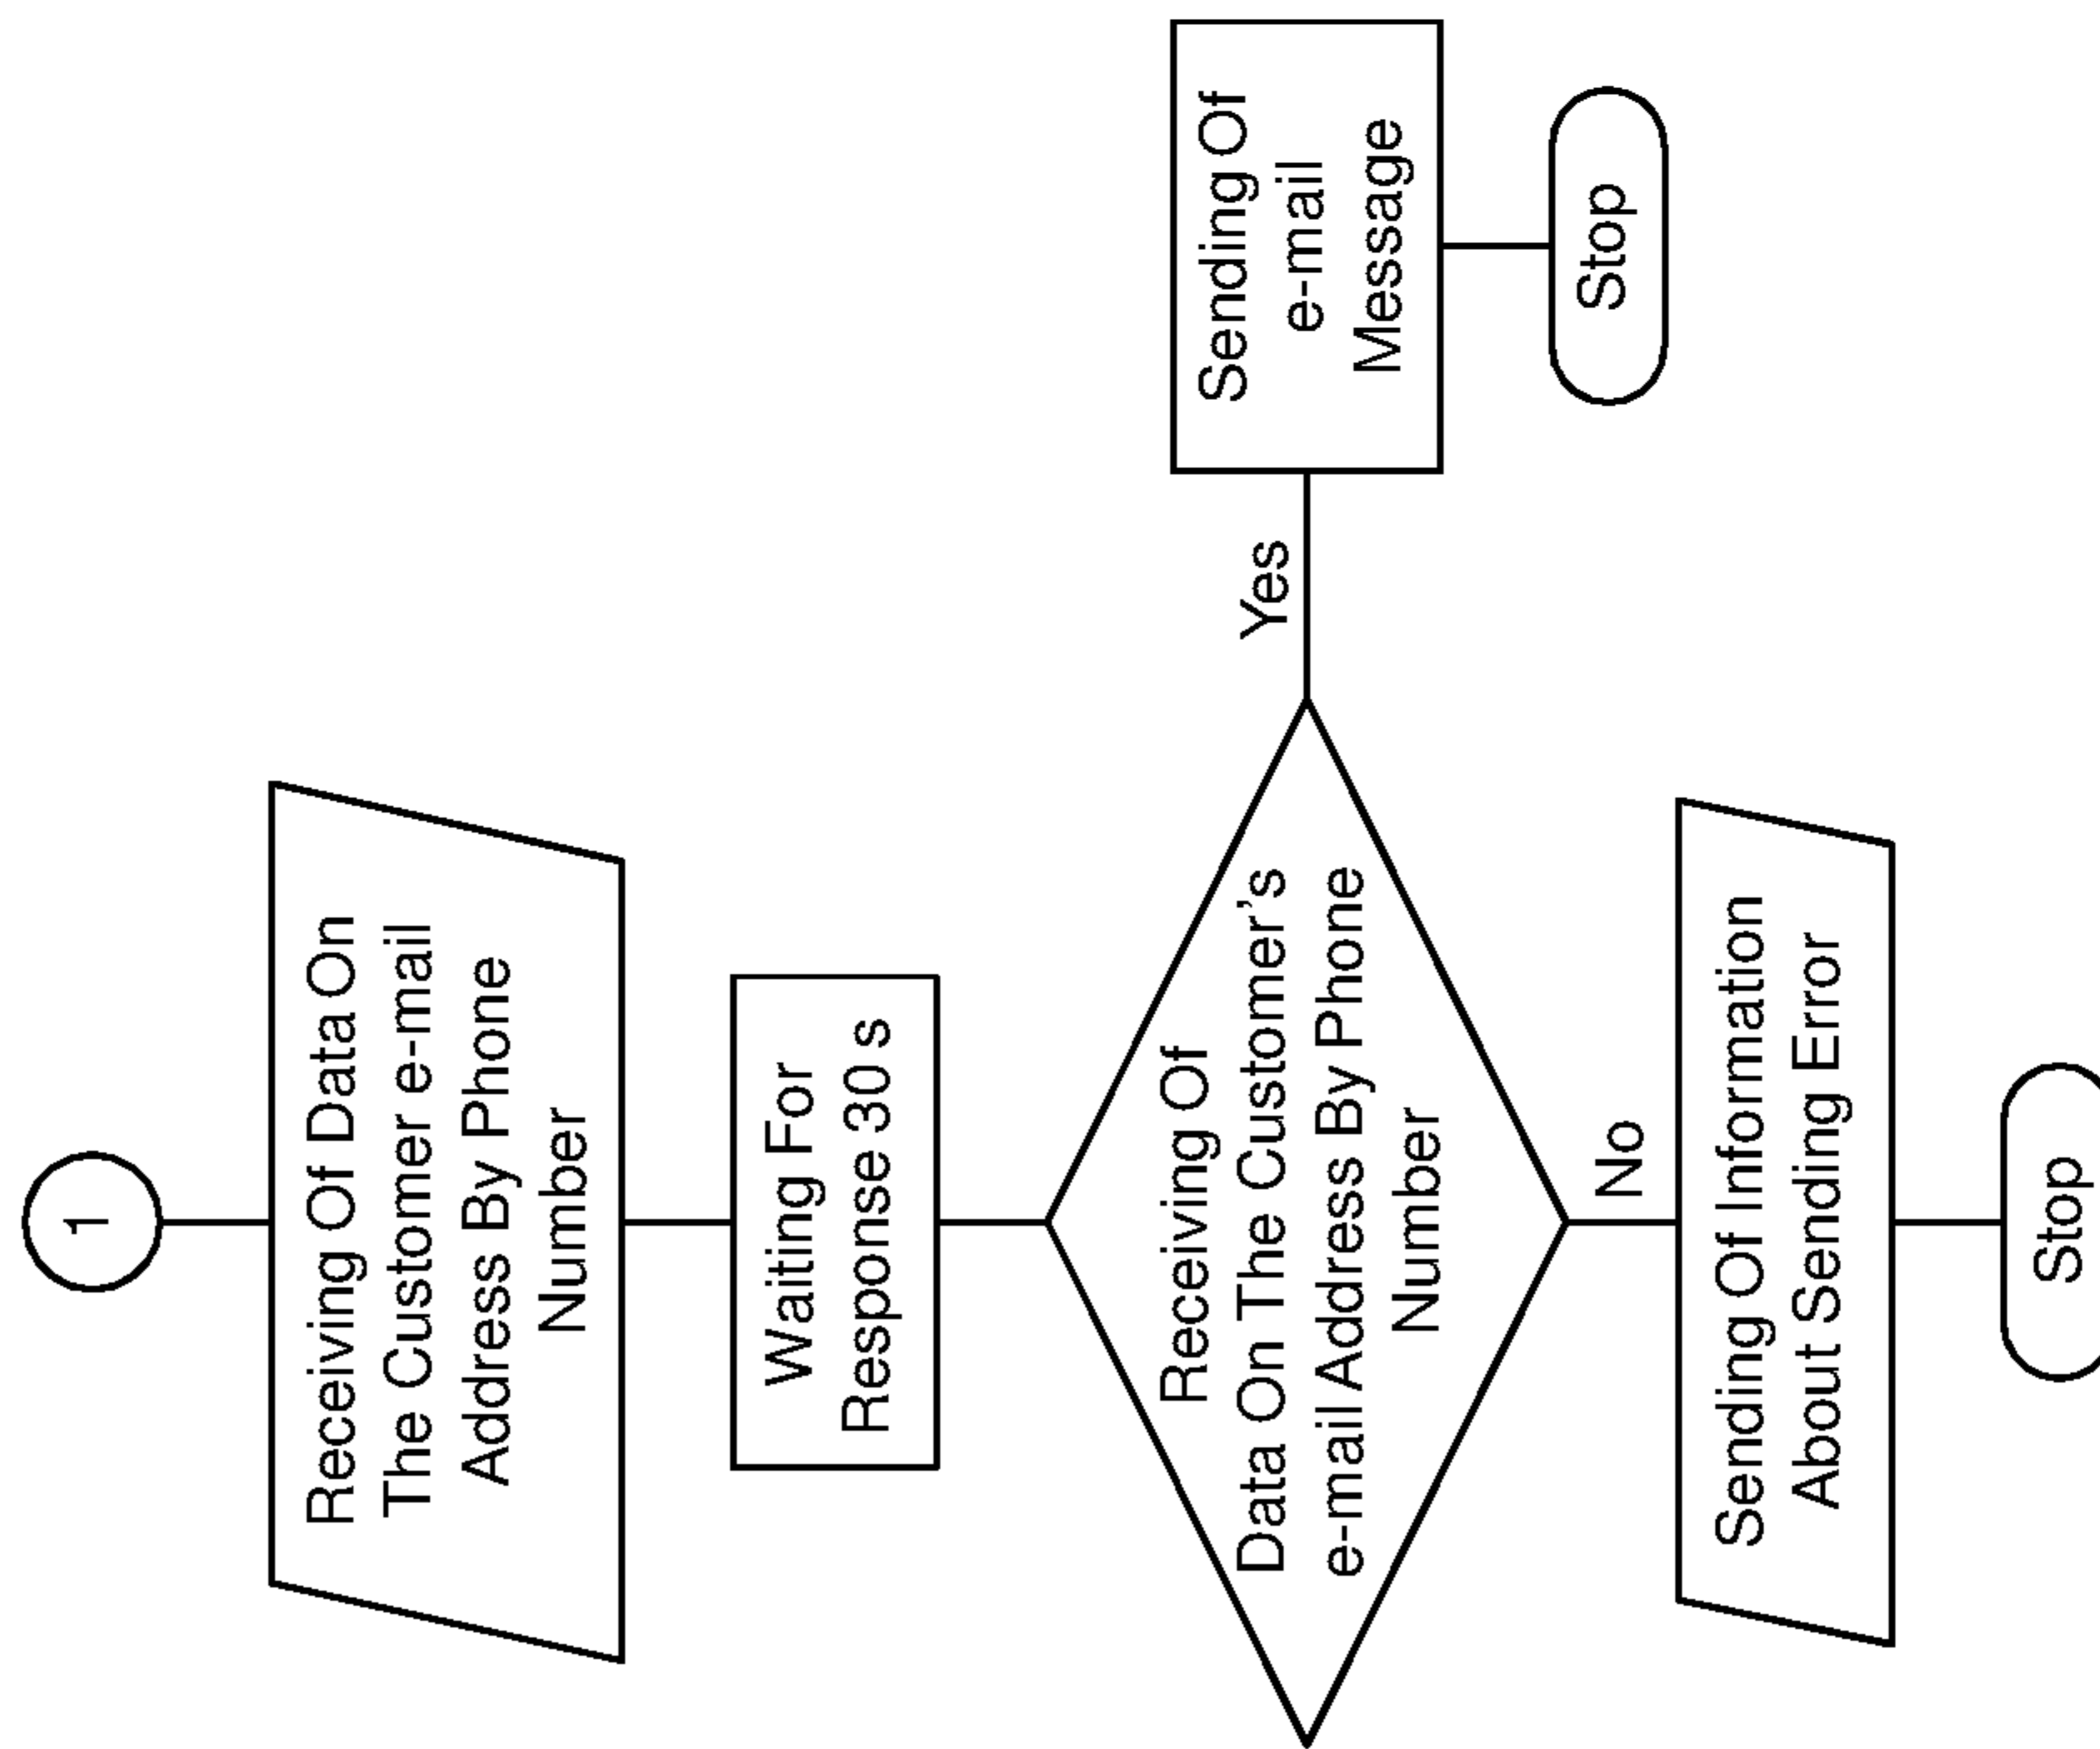 1
Receiving Of Data On
The Customer e-mail
Address By Phone
Number
Waiting For
Response 30 s
Receiving Of
Data On The Customer's
e-mail Address By Phone
Number
Yes
Sending Of
e-mail
Message
Stop
No
Sending Of Information
About Sending Error
Stop